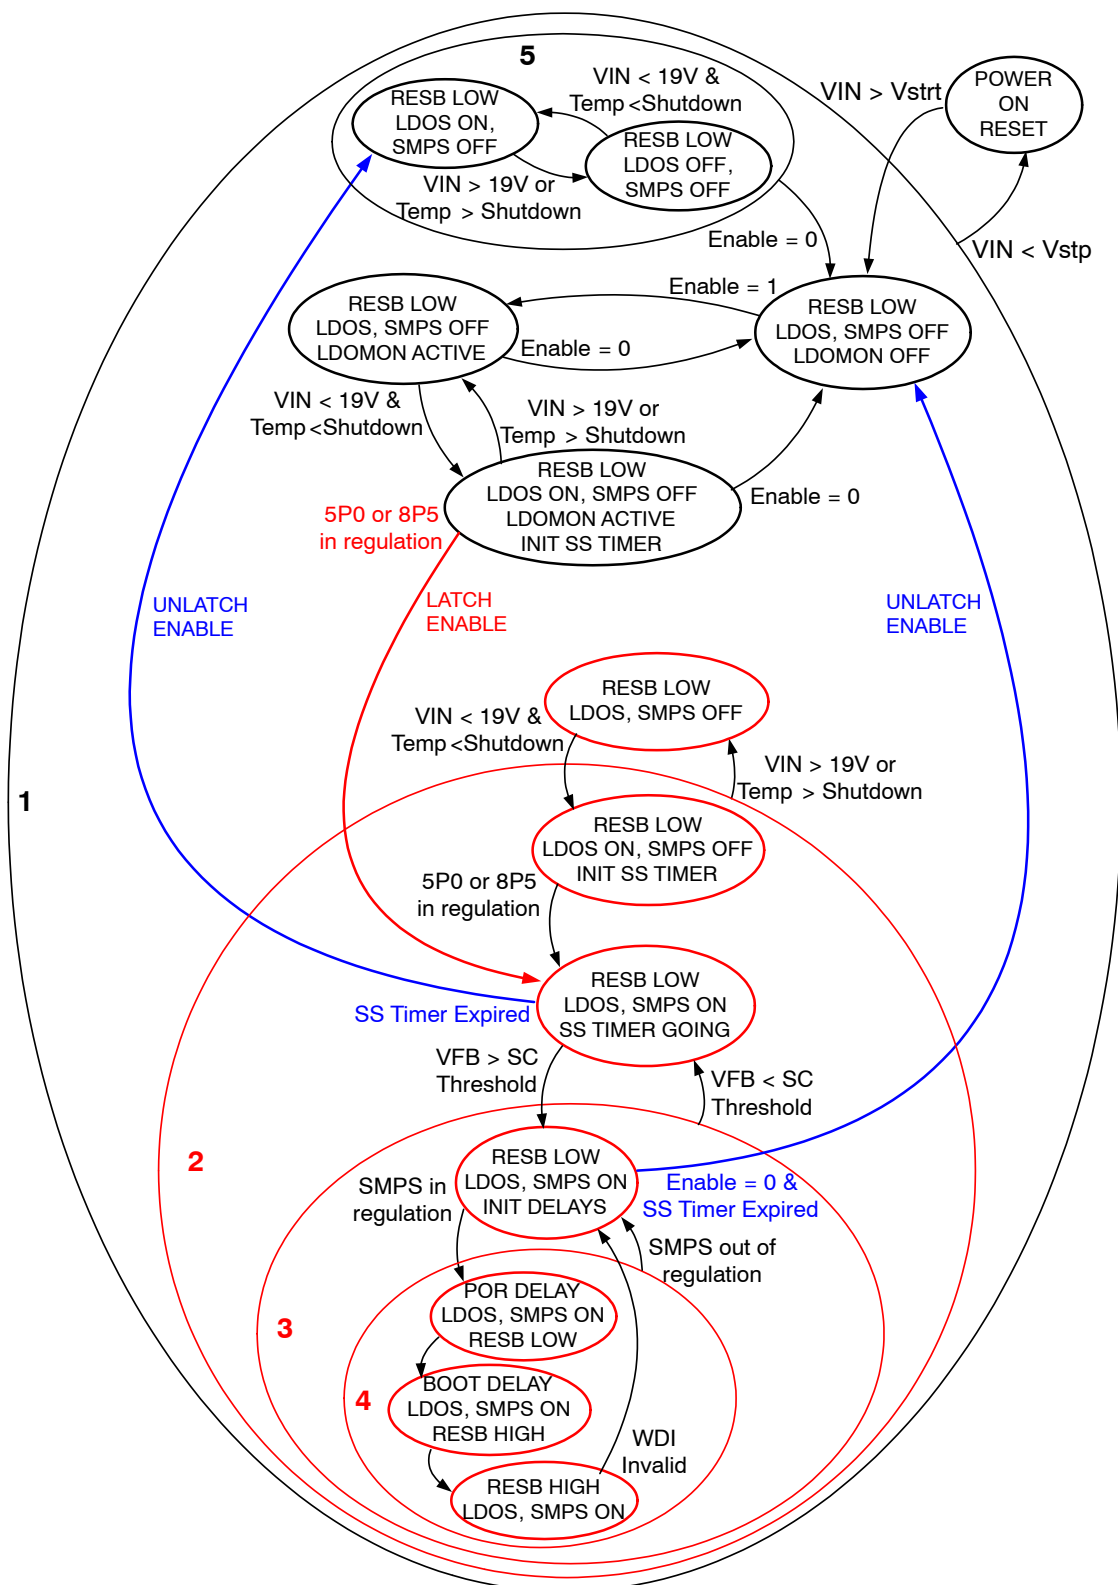 5
VIN < 19V &
Temp <Shutdown
RESB LOW
LDOS ON,
SMPS OFF
RESB LOW
LDOS OFF,
SMPS OFF
VIN > 19V or
Temp > Shutdown
VIN > Vstrt
POWER
ON
RESET
Enable = 0
VIN < Vstp
Enable = 1
RESB LOW
LDOS, SMPS OFF
LDOMON ACTIVE
RESB LOW
LDOS, SMPS OFF
LDOMON OFF
Enable = 0
VIN < 19V &
Temp <Shutdown
VIN > 19V or
Temp > Shutdown
RESB LOW
LDOS ON, SMPS OFF
LDOMON ACTIVE
INIT SS TIMER
Enable = 0
5P0 or 8P5
in regulation
UNLATCH
ENABLE
LATCH
ENABLE
UNLATCH
ENABLE
RESB LOW
LDOS, SMPS OFF
VIN < 19V &
Temp <Shutdown
VIN > 19V or
Temp > Shutdown
1
RESB LOW
LDOS ON, SMPS OFF
INIT SS TIMER
5P0 or 8P5
in regulation
RESB LOW
LDOS, SMPS ON
SS TIMER GOING
SS Timer Expired
VFB > SC
Threshold
VFB < SC
Threshold
2
RESB LOW
LDOS, SMPS ON
INIT DELAYS
SMPS in
regulation
Enable = 0 &
SS Timer Expired
SMPS out of
regulation
3
POR DELAY
LDOS, SMPS ON
RESB LOW
4
BOOT DELAY
LDOS, SMPS ON
RESB HIGH
WDI
Invalid
RESB HIGH
LDOS, SMPS ON